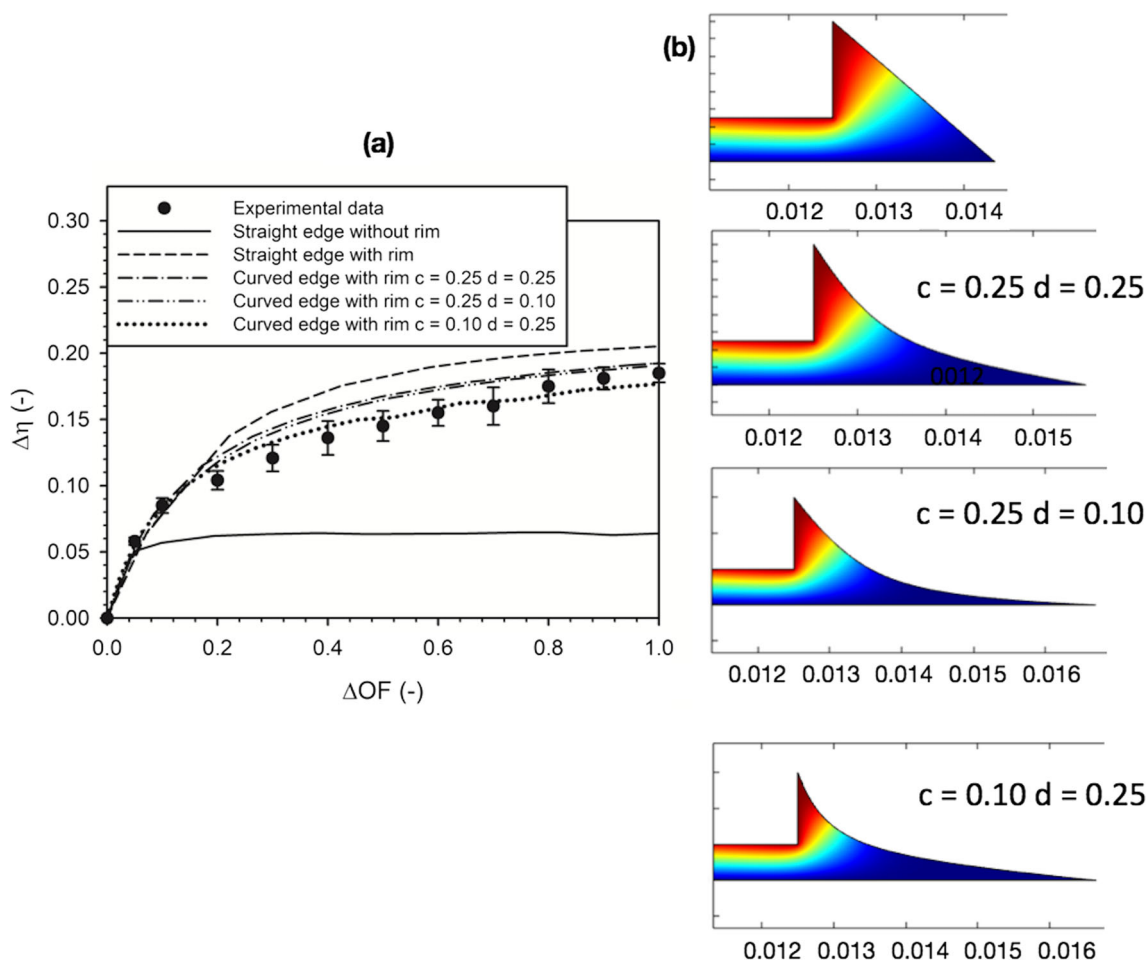 (a)
Experimental data
Straight edge without rim
Straight edge with rim
Curved edge with rim c = 0.25 d = 0.25
Curved edge with rim c = 0.25 d = 0.10
Curved edge with rim c = 0.10 d = 0.25
0.30
0.25
0.20
0.15
0.10
0.05
0.00
Δη (-)
0.0 0.2 0.4 0.6 0.8 1.0
ΔOF (-)
(b)
0.012 0.013 0.014
c = 0.25 d = 0.25
0012
0.012 0.013 0.014 0.015
c = 0.25 d = 0.10
0.012 0.013 0.014 0.015 0.016
c = 0.10 d = 0.25
0.012 0.013 0.014 0.015 0.016